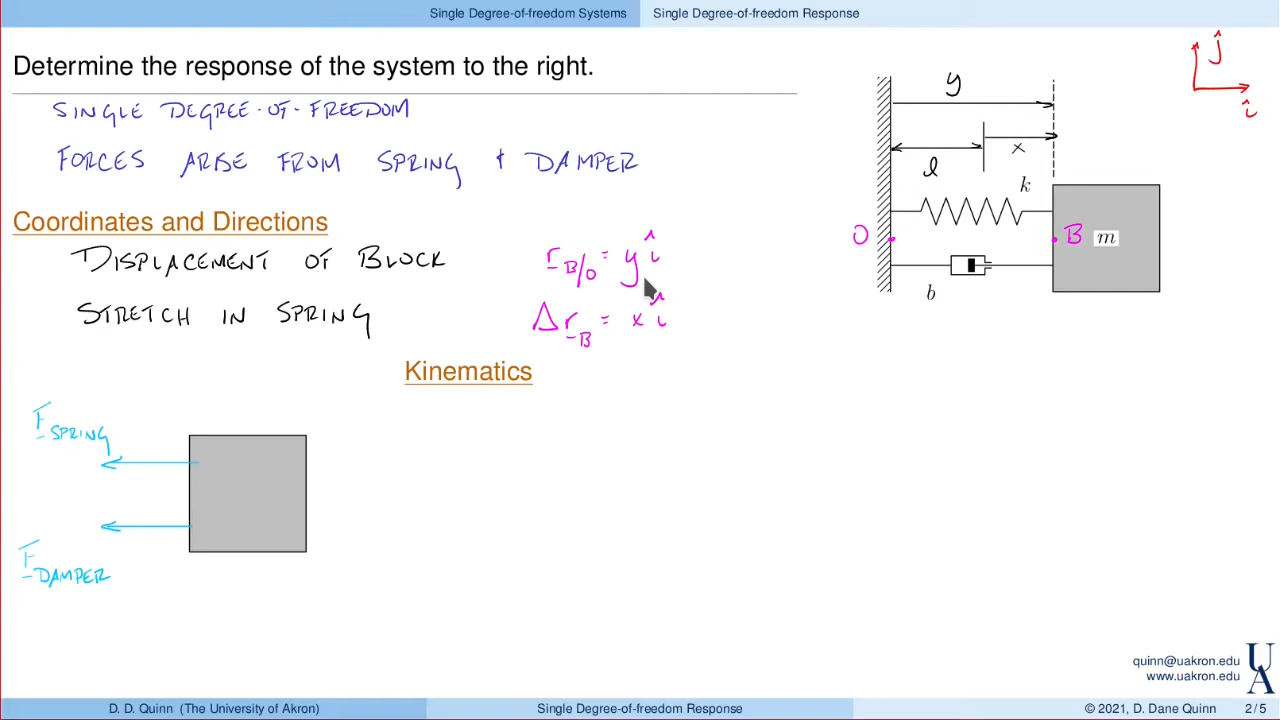 Single Degree-of-freedom Systems Single Degree-of-freedom Response
Determine the response of the system to the right.
SINGLE DEGREE-OF-FREEDOM
FORCES ARISE FROM SPRING & DAMPER
Coordinates and Directions
DISPLACEMENT OF BLOCK r_B/O = y î
STRETCH IN SPRING Δr_B = x î
Kinematics
F_SPRING
F_DAMPER
ĵ
î
y
x
l
k
O
B m
b
quinn@uakron.edu
www.uakron.edu
UA
D. D. Quinn (The University of Akron) Single Degree-of-freedom Response © 2021, D. Dane Quinn 2 / 5